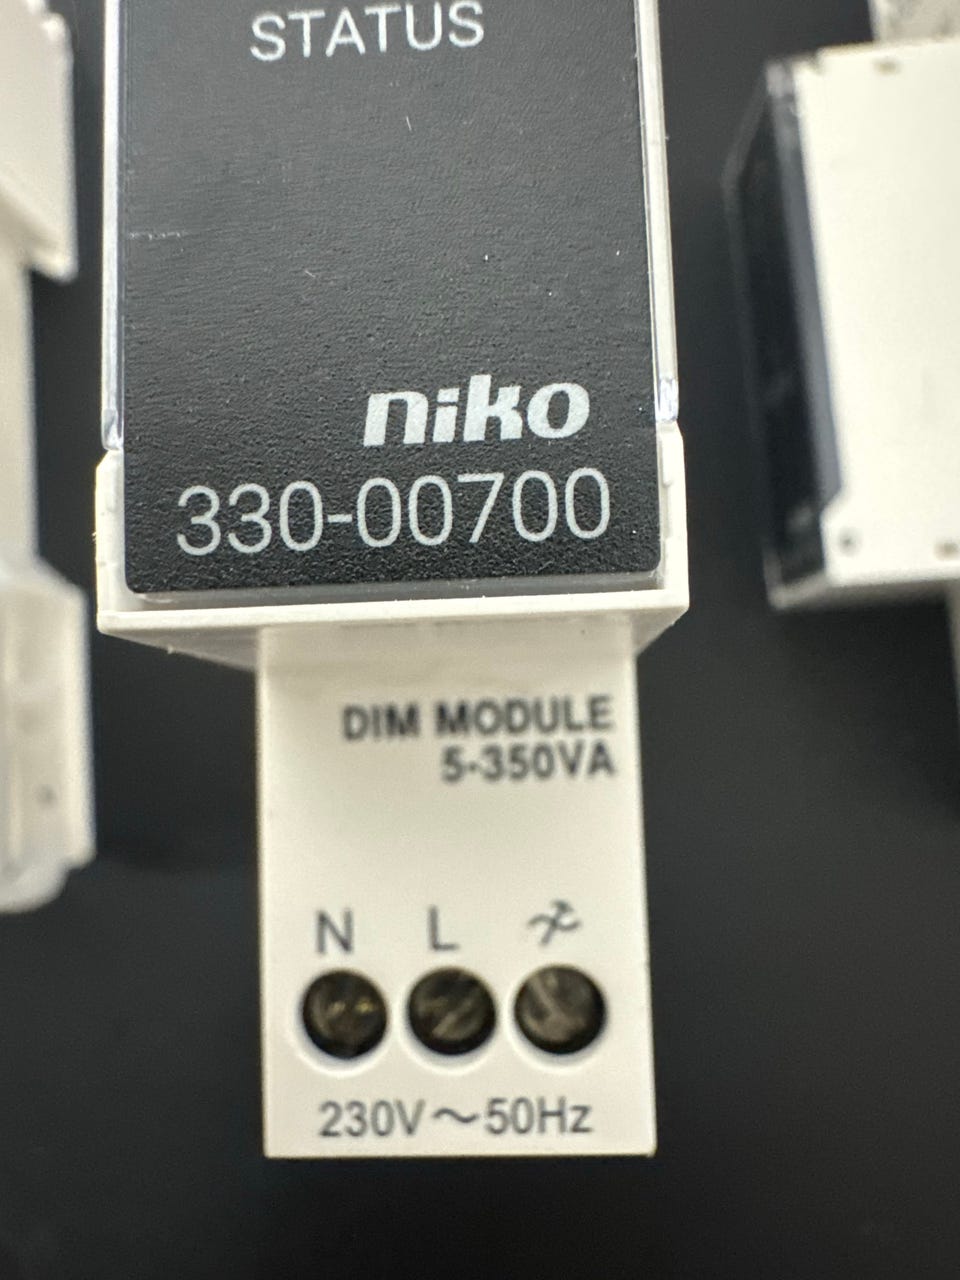 STATUS
niko
330-00700
DIM MODULE
5-350VA
N L
230V~50Hz